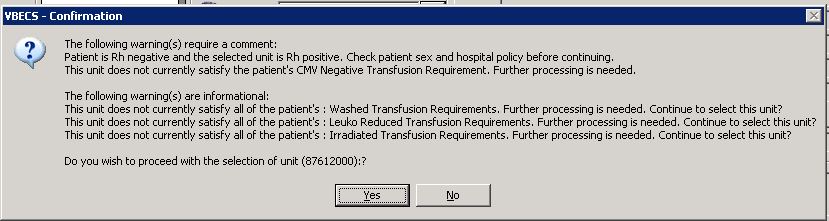 VBECS - Confirmation
The following warning(s) require a comment:
Patient is Rh negative and the selected unit is Rh positive. Check patient sex and hospital policy before continuing.
This unit does not currently satisfy the patient's CMV Negative Transfusion Requirement. Further processing is needed.
The following warning(s) are informational:
This unit does not currently satisfy all of the patient's : Washed Transfusion Requirements. Further processing is needed. Continue to select this unit?
This unit does not currently satisfy all of the patient's : Leuko Reduced Transfusion Requirements. Further processing is needed. Continue to select this unit?
This unit does not currently satisfy all of the patient's : Irradiated Transfusion Requirements. Further processing is needed. Continue to select this unit?
Do you wish to proceed with the selection of unit (87612000):?
Yes No